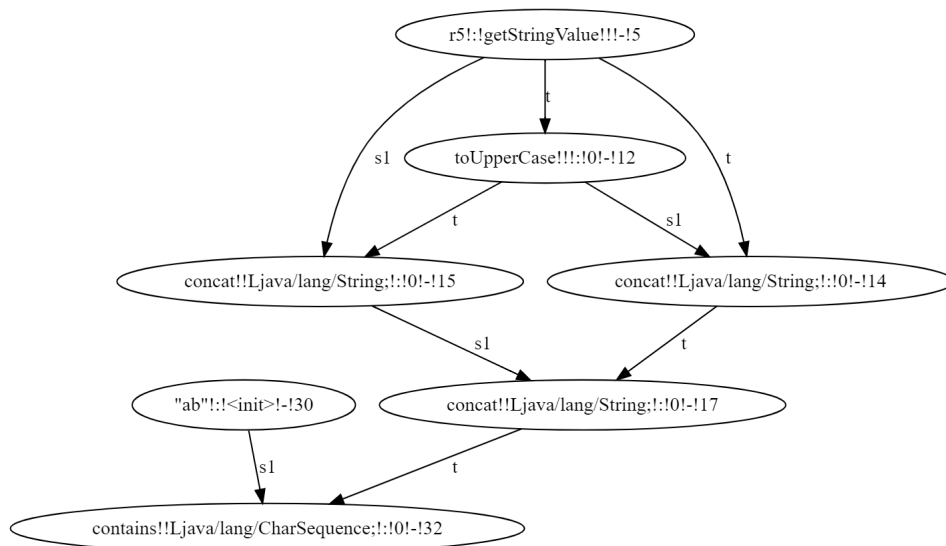 r5!:!getStringValue!!!-!5
t
s1
toUpperCase!!!:!0!-!12
t
t
s1
concat!!Ljava/lang/String;!:!0!-!15
concat!!Ljava/lang/String;!:!0!-!14
s1
t
"ab"!:!<init>!-!30
concat!!Ljava/lang/String;!:!0!-!17
s1
t
contains!!Ljava/lang/CharSequence;!:!0!-!32